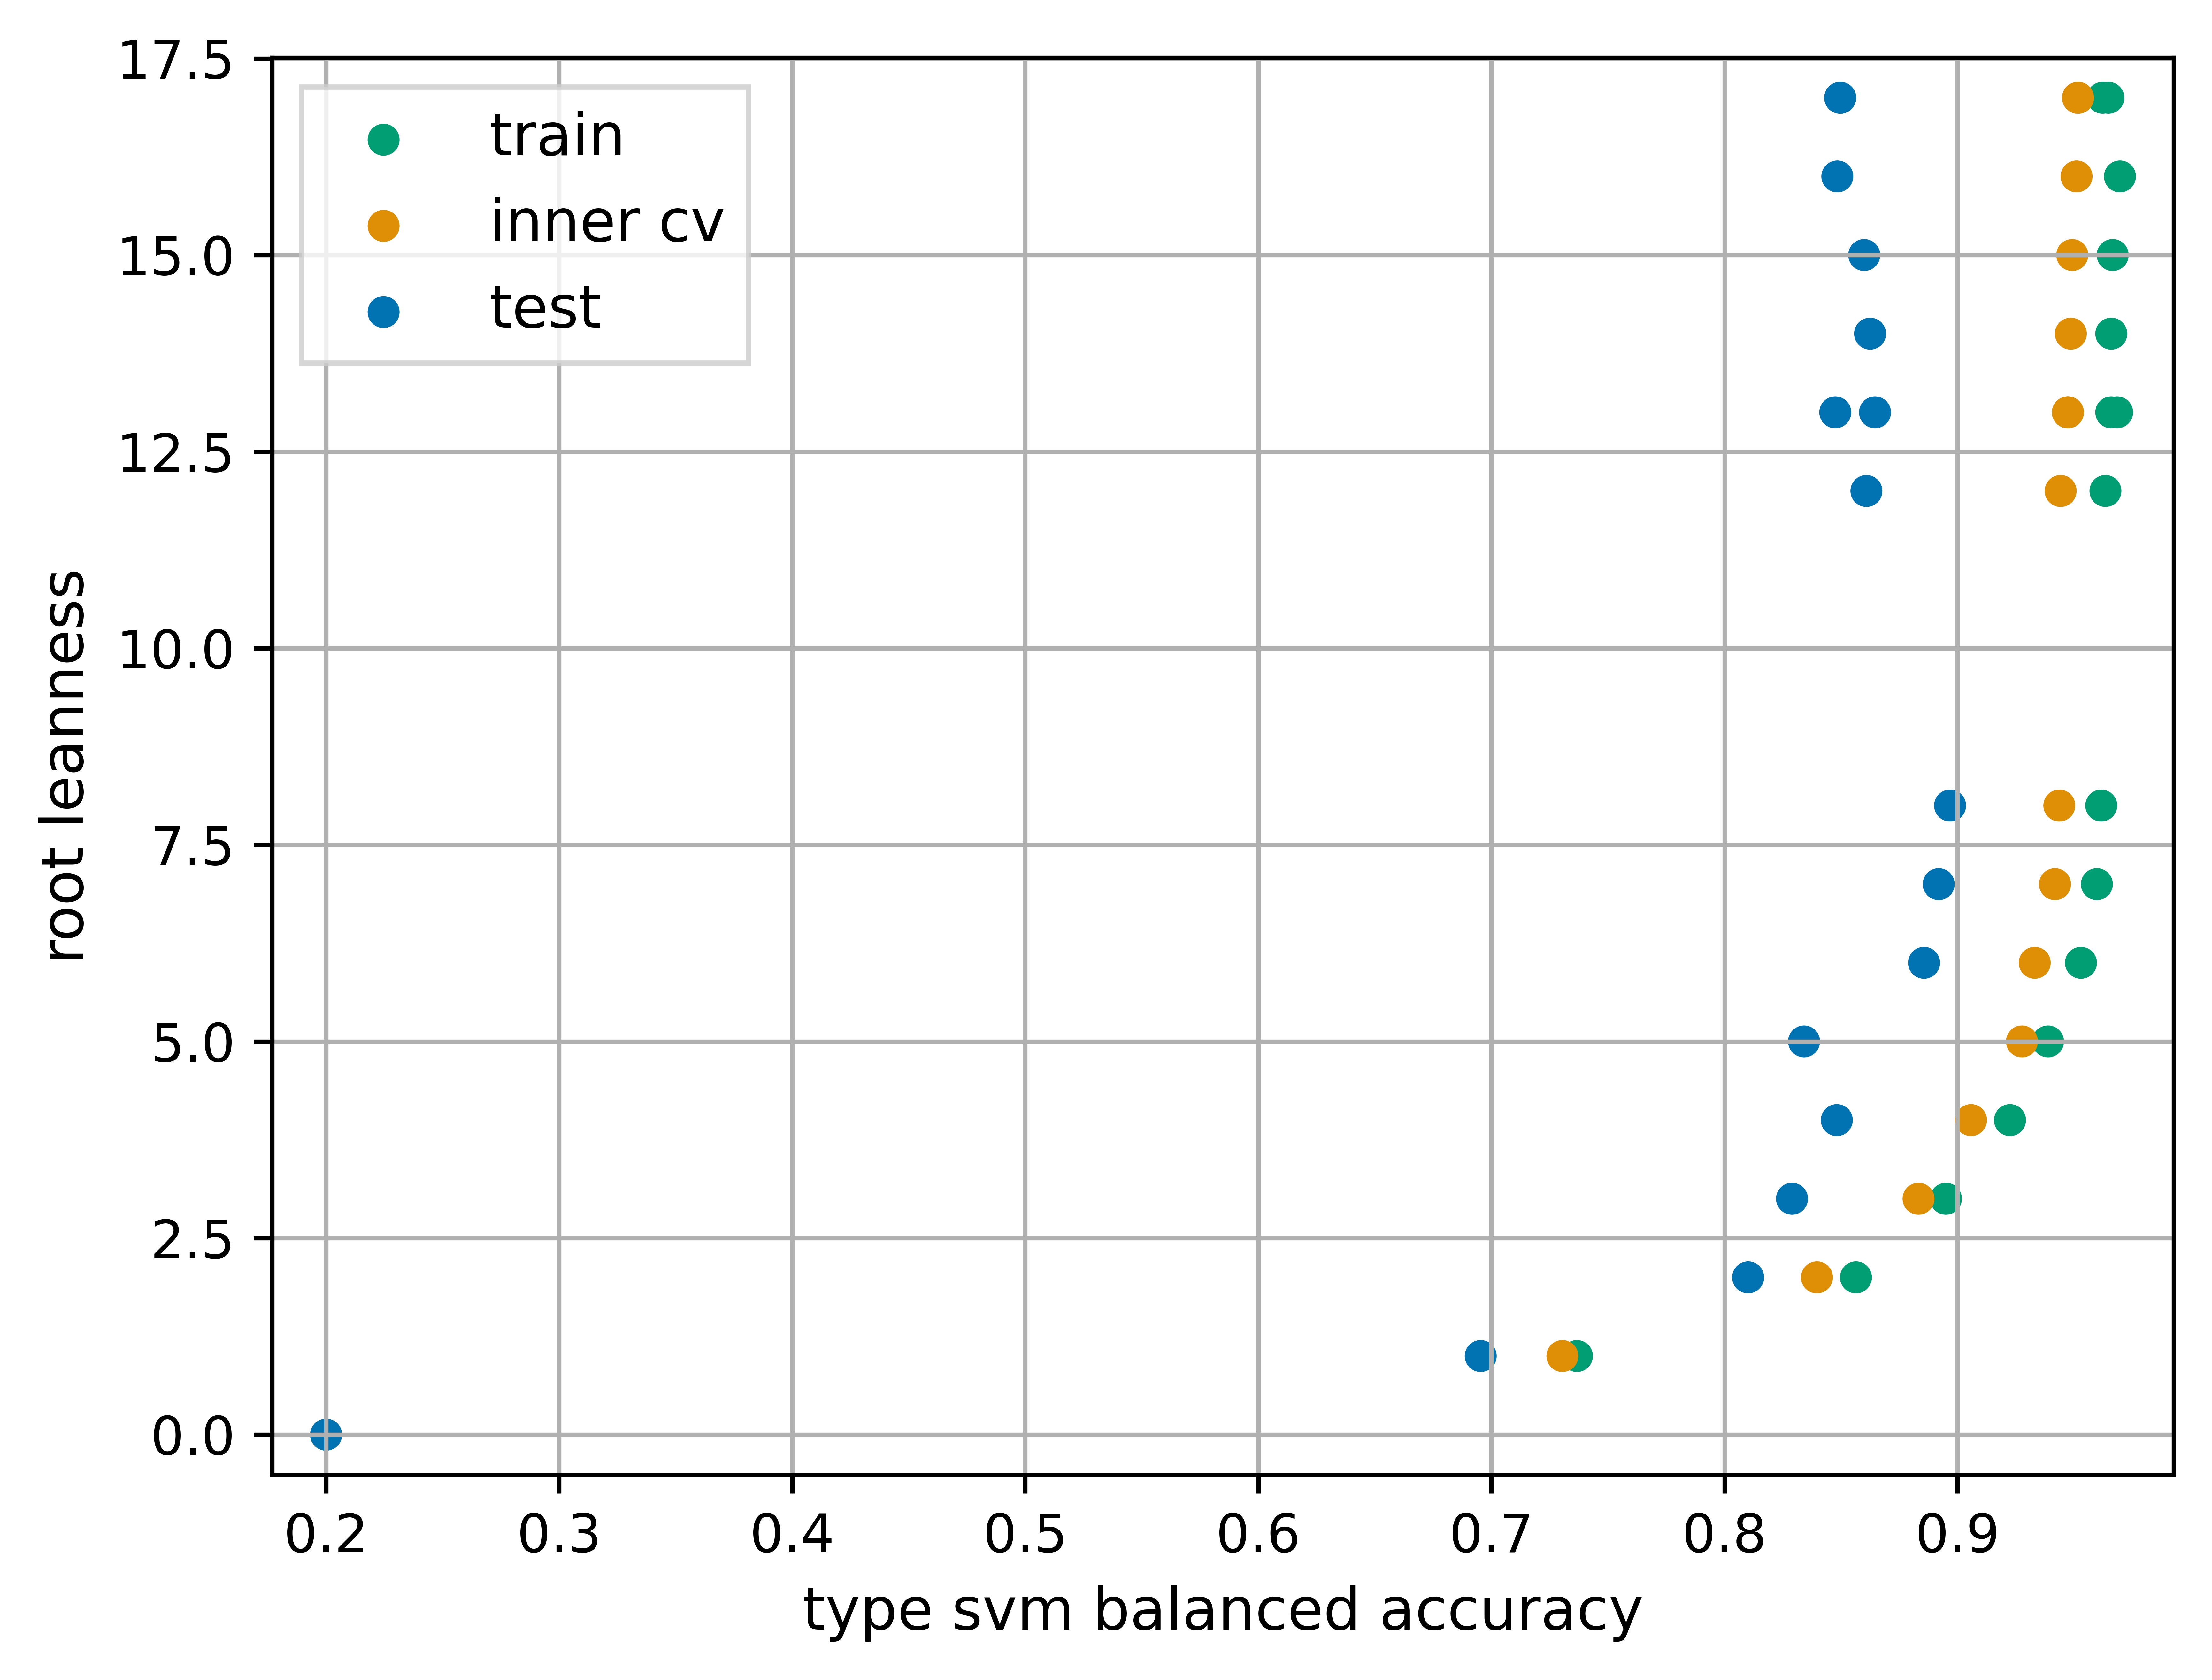 17.5
15.0
12.5
10.0
7.5
5.0
2.5
0.0
root leanness
train
inner cv
test
0.2 0.3 0.4 0.5 0.6 0.7 0.8 0.9
type svm balanced accuracy